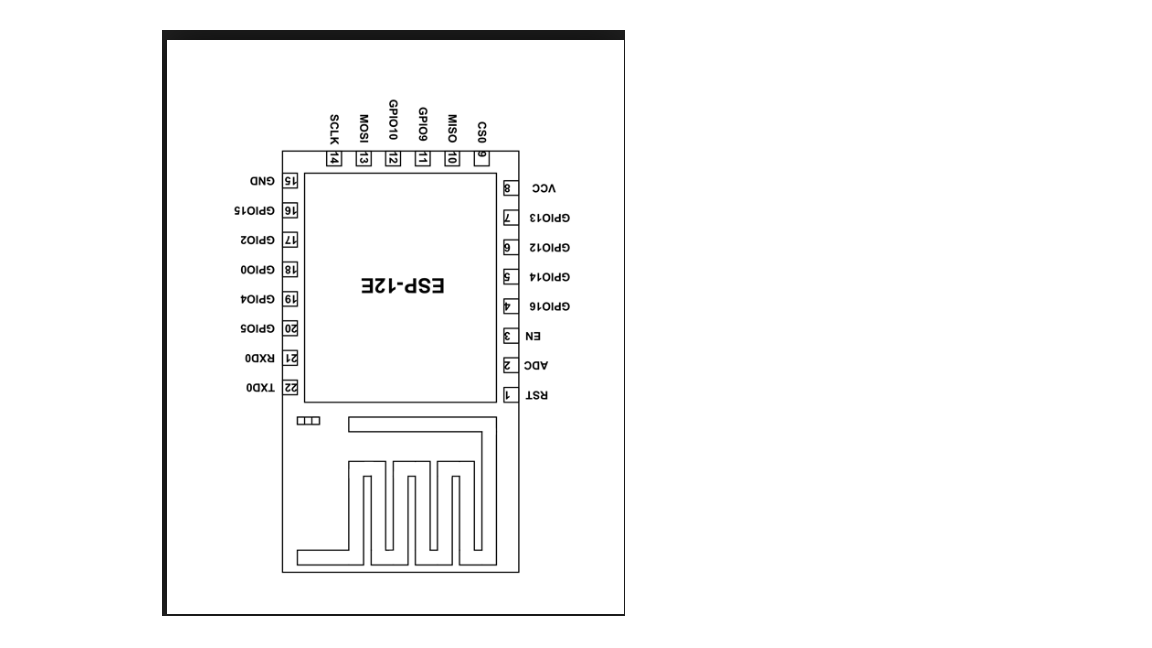 SCLK 14
MOSI 13
GPIO10 12
GPIO9 11
MISO 10
CS0 9
GND 15
GPIO15 16
GPIO2 17
GPIO0 18
GPIO4 19
GPIO5 20
RXD0 21
TXD0 22
ESP-12E
8 VCC
7 GPIO13
6 GPIO12
5 GPIO14
4 GPIO16
3 EN
2 ADC
1 RST